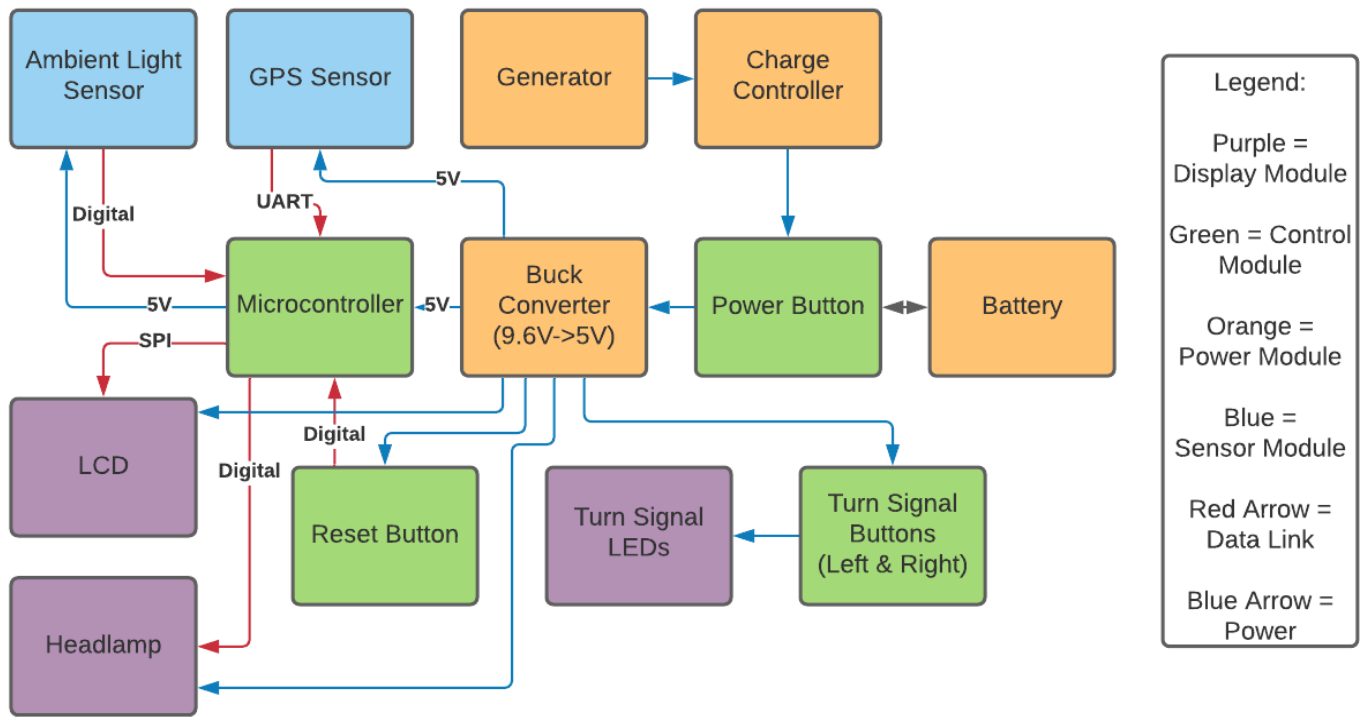 Ambient Light
Sensor
GPS Sensor
Generator
Charge
Controller
Legend:
Purple =
Display Module
Green = Control
Module
Orange =
Power Module
Blue =
Sensor Module
Red Arrow =
Data Link
Blue Arrow =
Power
5V
UART
Digital
Microcontroller
5V
5V
Buck
Converter
(9.6V->5V)
Power Button
Battery
SPI
LCD
Digital
Digital
Reset Button
Turn Signal
LEDs
Turn Signal
Buttons
(Left & Right)
Headlamp